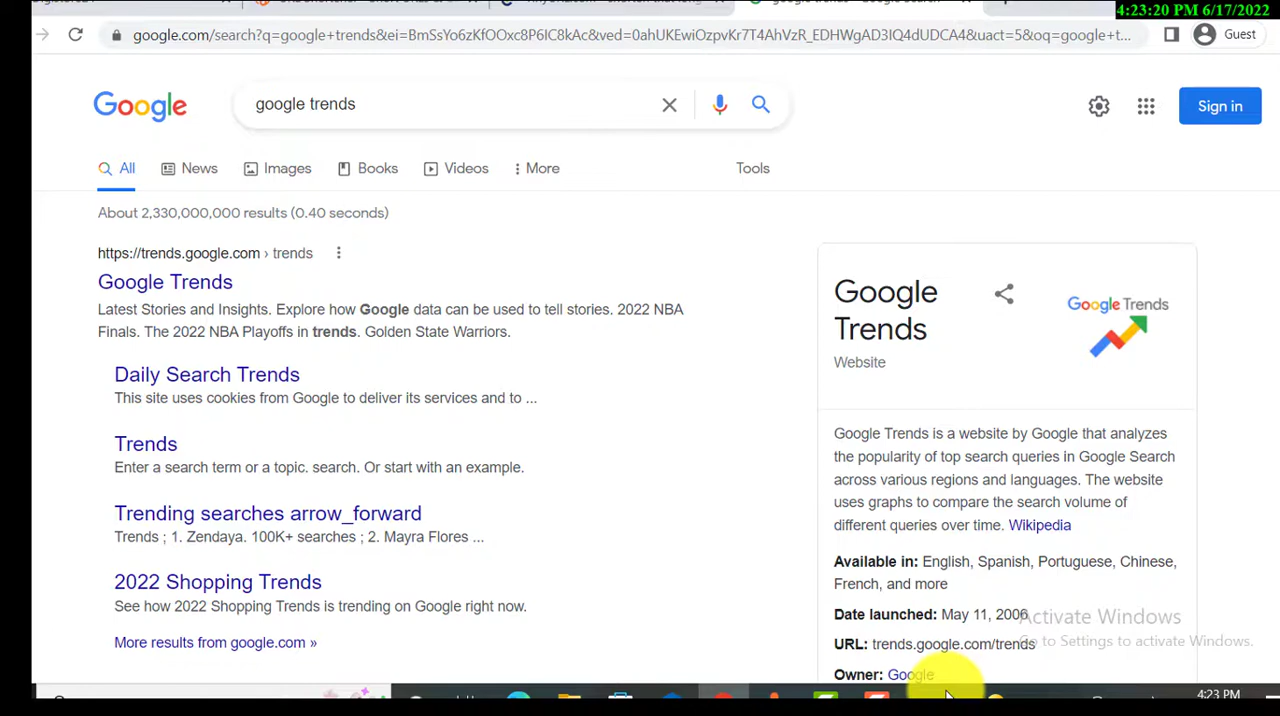 4:23:20 PM 6/17/2022
google.com/search?q=google+trends&ei=BmSsYo6zKfOOxc8P6IC8kAc&ved=0ahUKEwiOzpvKr7T4AhVzR_EDHWgAD3IQ4dUDCA4&uact=5&oq=google+t...
Guest
Google
google trends
Sign in
All News Images Books Videos More Tools
About 2,330,000,000 results (0.40 seconds)
https://trends.google.com › trends
Google Trends
Latest Stories and Insights. Explore how Google data can be used to tell stories. 2022 NBA
Finals. The 2022 NBA Playoffs in trends. Golden State Warriors.
Daily Search Trends
This site uses cookies from Google to deliver its services and to ...
Trends
Enter a search term or a topic. search. Or start with an example.
Trending searches arrow_forward
Trends ; 1. Zendaya. 100K+ searches ; 2. Mayra Flores ...
2022 Shopping Trends
See how 2022 Shopping Trends is trending on Google right now.
More results from google.com »
Google
Trends
Website
Google Trends
Google Trends is a website by Google that analyzes
the popularity of top search queries in Google Search
across various regions and languages. The website
uses graphs to compare the search volume of
different queries over time. Wikipedia
Available in: English, Spanish, Portuguese, Chinese,
French, and more
Date launched: May 11, 2006
URL: trends.google.com/trends
Owner: Google
Activate Windows
Go to Settings to activate Windows.
4:23 PM